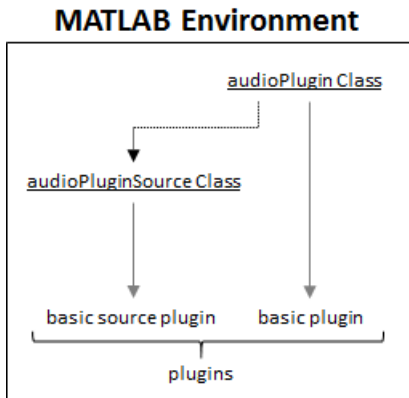 MATLAB Environment
audioPlugin Class
audioPluginSource Class
basic source plugin
basic plugin
plugins